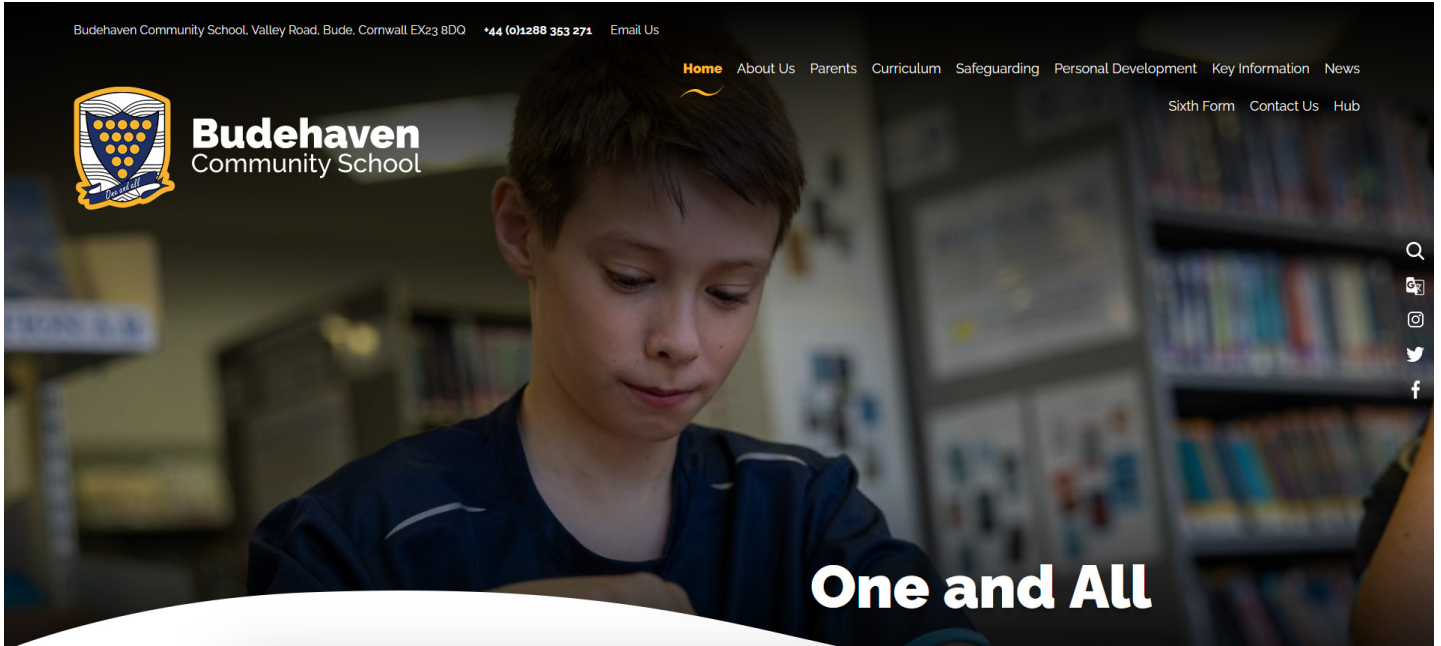 Budehaven Community School, Valley Road, Bude, Cornwall EX23 8DQ +44 (0)1288 353 271 Email Us
Home About Us Parents Curriculum Safeguarding Personal Development Key Information News
Sixth Form Contact Us Hub
Budehaven
Community School
One and all
One and All